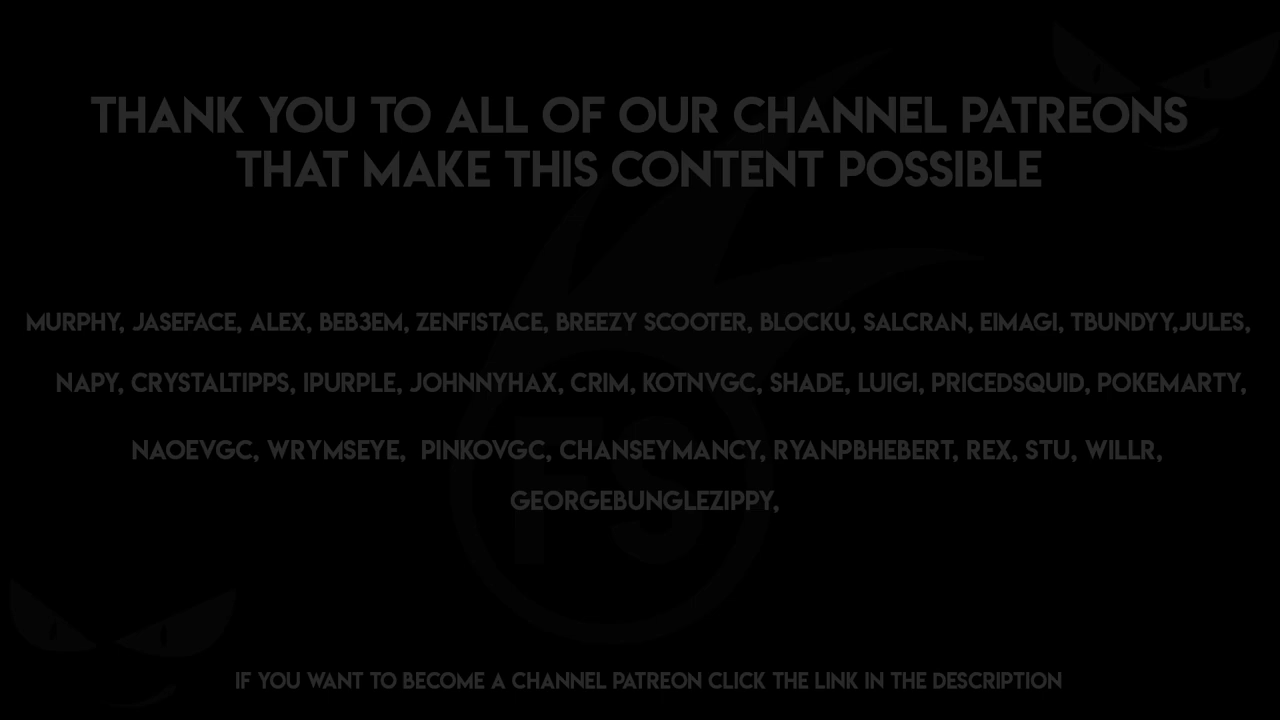 THANK YOU TO ALL OF OUR CHANNEL PATREONS
THAT MAKE THIS CONTENT POSSIBLE
MURPHY, JASEFACE, ALEX, BEB3EM, ZENFISTACE, BREEZY SCOOTER, BLOCKU, SALCRAN, EIMAGI, TBUNDYY,JULES,
NAPY, CRYSTALTIPPS, IPURPLE, JOHNNYHAX, CRIM, KOTNVGC, SHADE, LUIGI, PRICEDSQUID, POKEMARTY,
NAOEVGC, WRYMSEYE, PINKOVGC, CHANSEYMANCY, RYANPBHEBERT, REX, STU, WILLR,
GEORGEBUNGLEZIPPY,
FS
IF YOU WANT TO BECOME A CHANNEL PATREON CLICK THE LINK IN THE DESCRIPTION